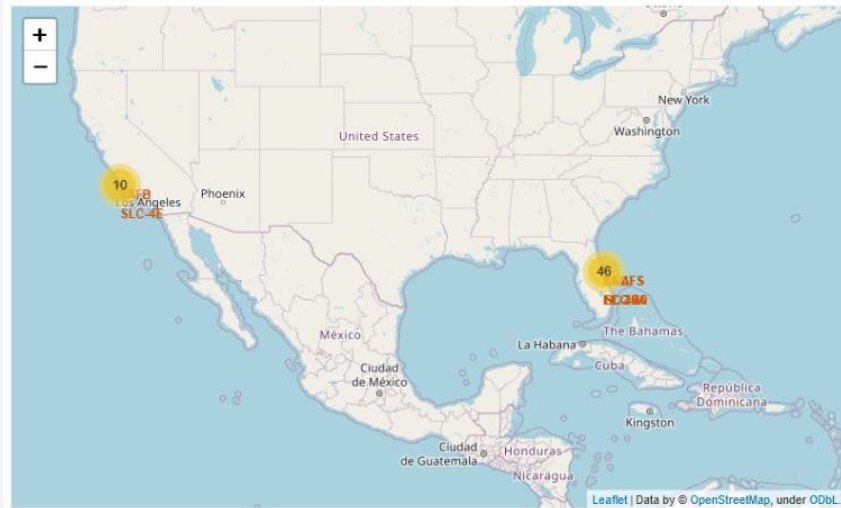 +
−
Ottawa
New York
Washington
United States
10
Los Angeles
SLC-4E
Phoenix
46
The Bahamas
La Habana
Cuba
México
Ciudad
de México
República
Dominicana
Kingston
Ciudad
de Guatemala
Honduras
Nicaragua
Leaflet | Data by © OpenStreetMap, under ODbL.